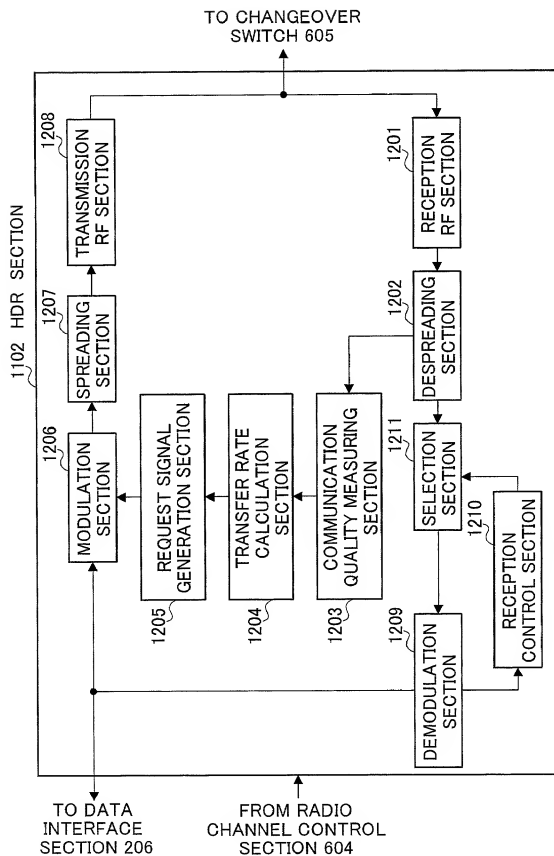 TO CHANGEOVER
SWITCH 605
1102 HDR SECTION
1208
TRANSMISSION
RF SECTION
1207
SPREADING
SECTION
1206
MODULATION
SECTION
1205
REQUEST SIGNAL
GENERATION SECTION
1204
TRANSFER RATE
CALCULATION
SECTION
1203
COMMUNICATION
QUALITY MEASURING
SECTION
1201
RECEPTION
RF SECTION
1202
DESPREADING
SECTION
1211
SELECTION
SECTION
1210
RECEPTION
CONTROL SECTION
1209
DEMODULATION
SECTION
TO DATA
INTERFACE
SECTION 206
FROM RADIO
CHANNEL CONTROL
SECTION 604